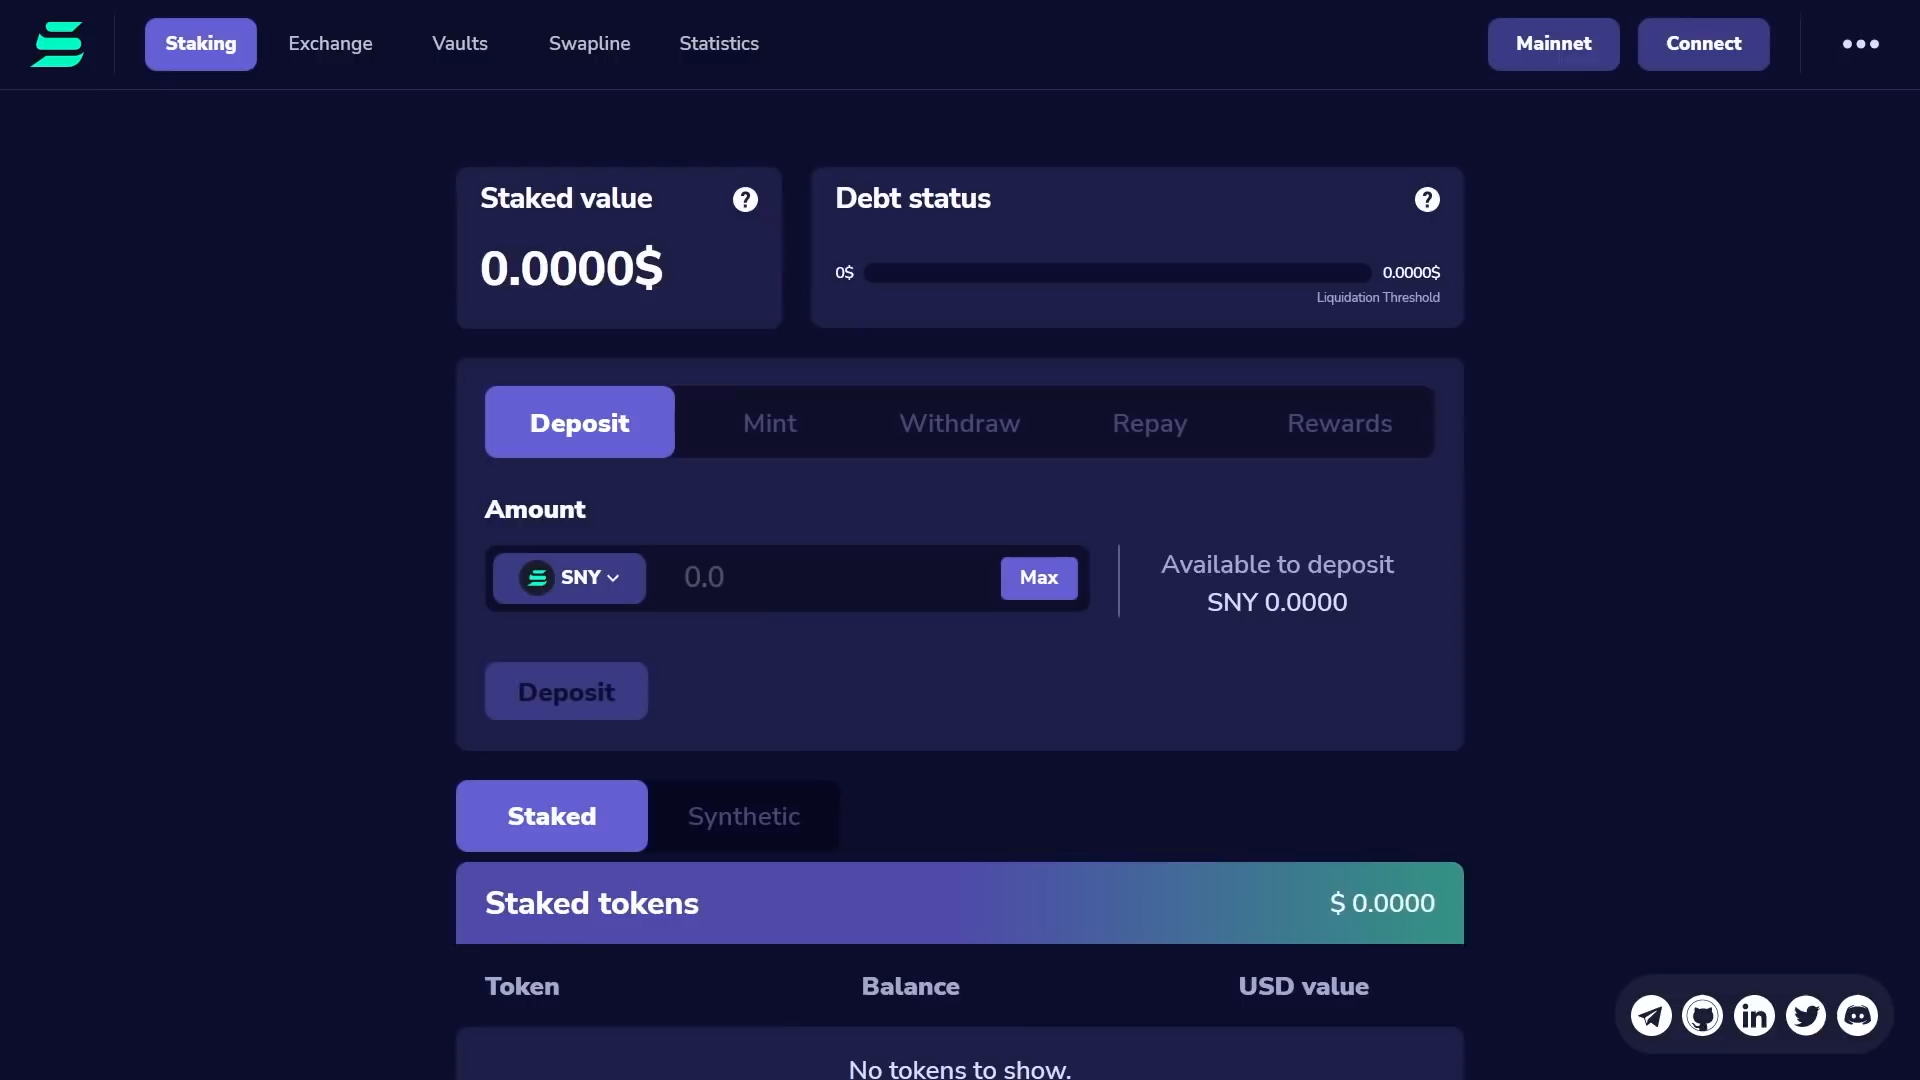 Staking Exchange Vaults Swapline Statistics Mainnet Connect
Staked value
0.0000$
Debt status
0$ 0.0000$
Liquidation Threshold
Deposit Mint Withdraw Repay Rewards
Amount
SNY 0.0 Max
Available to deposit
SNY 0.0000
Deposit
Staked Synthetic
Staked tokens $ 0.0000
Token Balance USD value
No tokens to show.